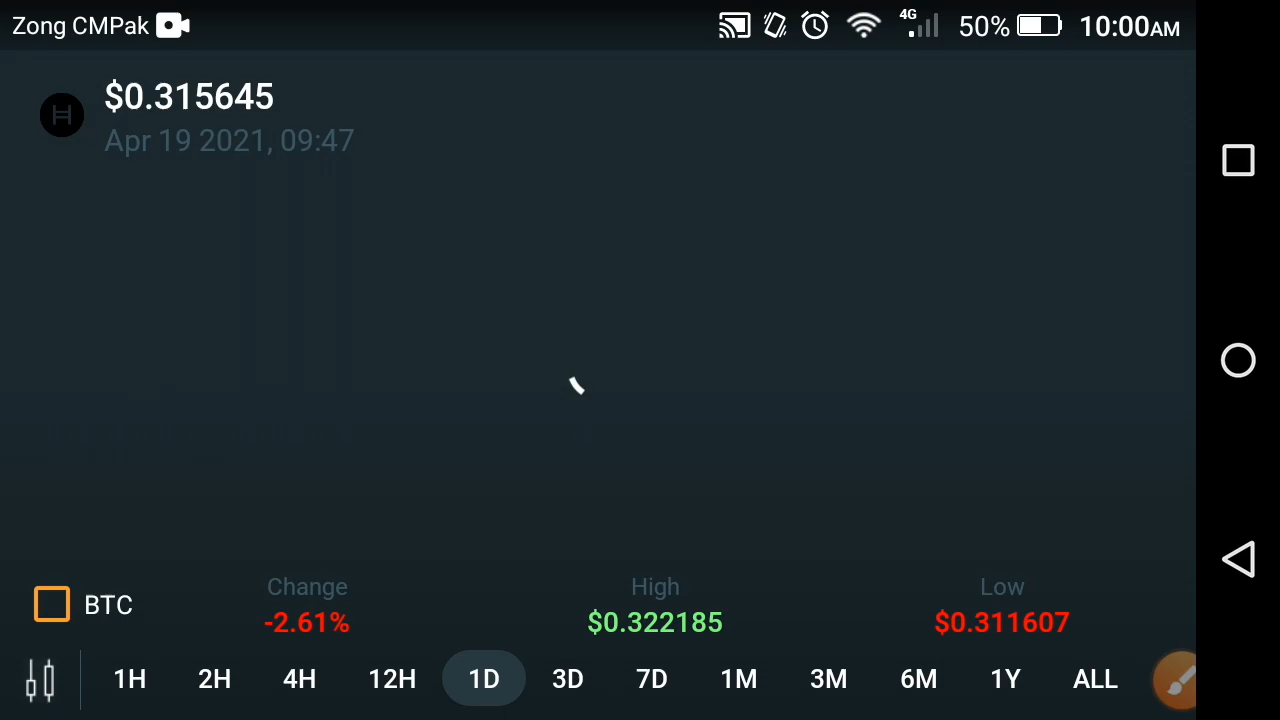 Zong CMPak 4G 50% 10:00AM
$0.315645
Apr 19 2021, 09:47
Change High Low
BTC -2.61% $0.322185 $0.311607
1H 2H 4H 12H 1D 3D 7D 1M 3M 6M 1Y ALL